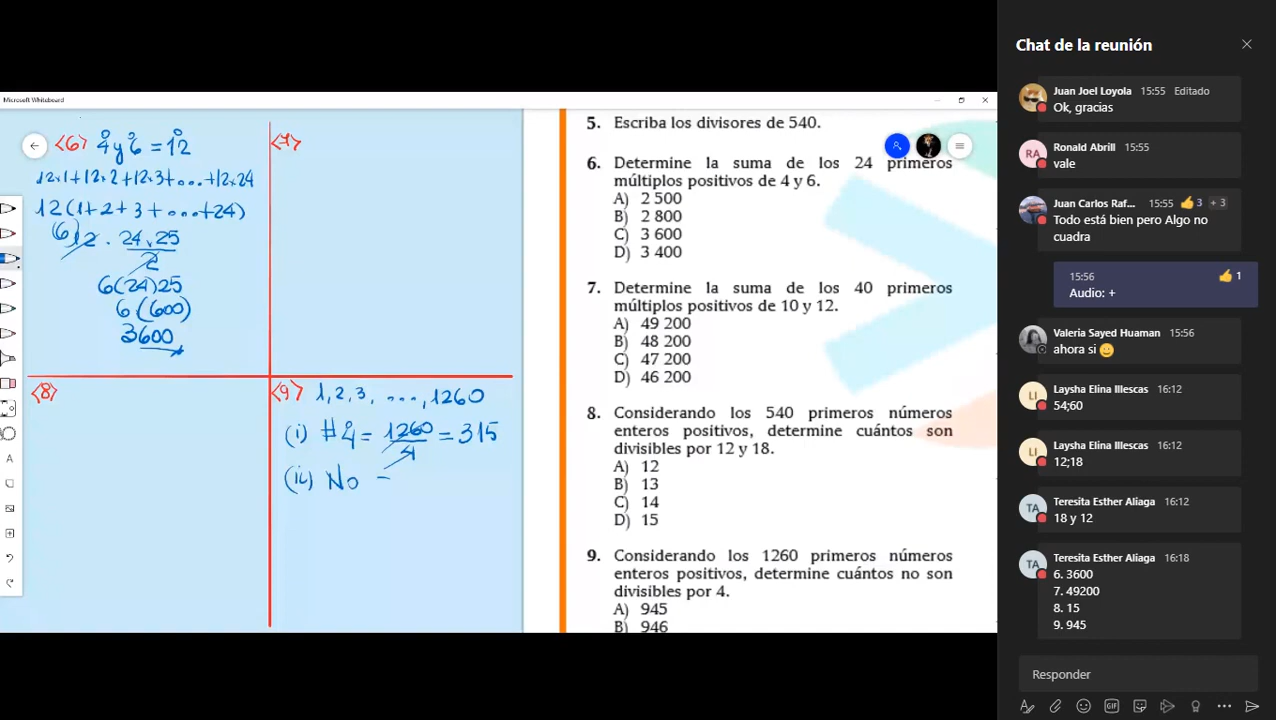 Microsoft Whiteboard
<6> 4̊ y 6̊ = 12̊
12x1+12x2+12x3+...+12x24
12(1+2+3+...+24)
(6)12 . 24.25
2
6(24)25
6(600)
3600
<7>
<8>
<9> 1,2,3, ...,1260
(i) #4̊ = 1260 = 315
4
(ii) No =
5. Escriba los divisores de 540.
6. Determine la suma de los 24 primeros
múltiplos positivos de 4 y 6.
A) 2 500
B) 2 800
C) 3 600
D) 3 400
7. Determine la suma de los 40 primeros
múltiplos positivos de 10 y 12.
A) 49 200
B) 48 200
C) 47 200
D) 46 200
8. Considerando los 540 primeros números
enteros positivos, determine cuántos son
divisibles por 12 y 18.
A) 12
B) 13
C) 14
D) 15
9. Considerando los 1260 primeros números
enteros positivos, determine cuántos no son
divisibles por 4.
A) 945
B) 946
Chat de la reunión
Juan Joel Loyola 15:55 Editado
Ok, gracias
RA Ronald Abrill 15:55
vale
Juan Carlos Raf... 15:55 3 + 3
Todo está bien pero Algo no
cuadra
15:56 1
Audio: +
Valeria Sayed Huaman 15:56
ahora si
LI Laysha Elina Illescas 16:12
54;60
LI Laysha Elina Illescas 16:12
12;18
TA Teresita Esther Aliaga 16:12
18 y 12
TA Teresita Esther Aliaga 16:18
6. 3600
7. 49200
8. 15
9. 945
Responder
GIF